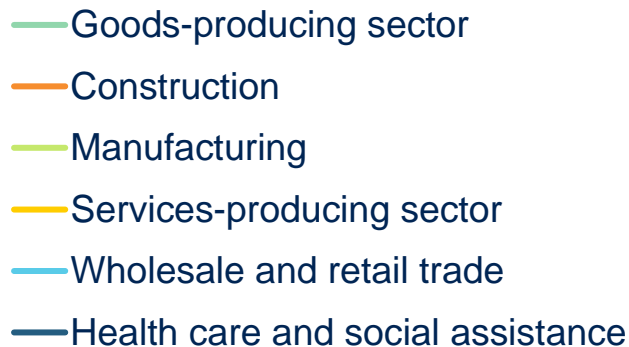 Goods-producing sector
Construction
Manufacturing
Services-producing sector
Wholesale and retail trade
Health care and social assistance